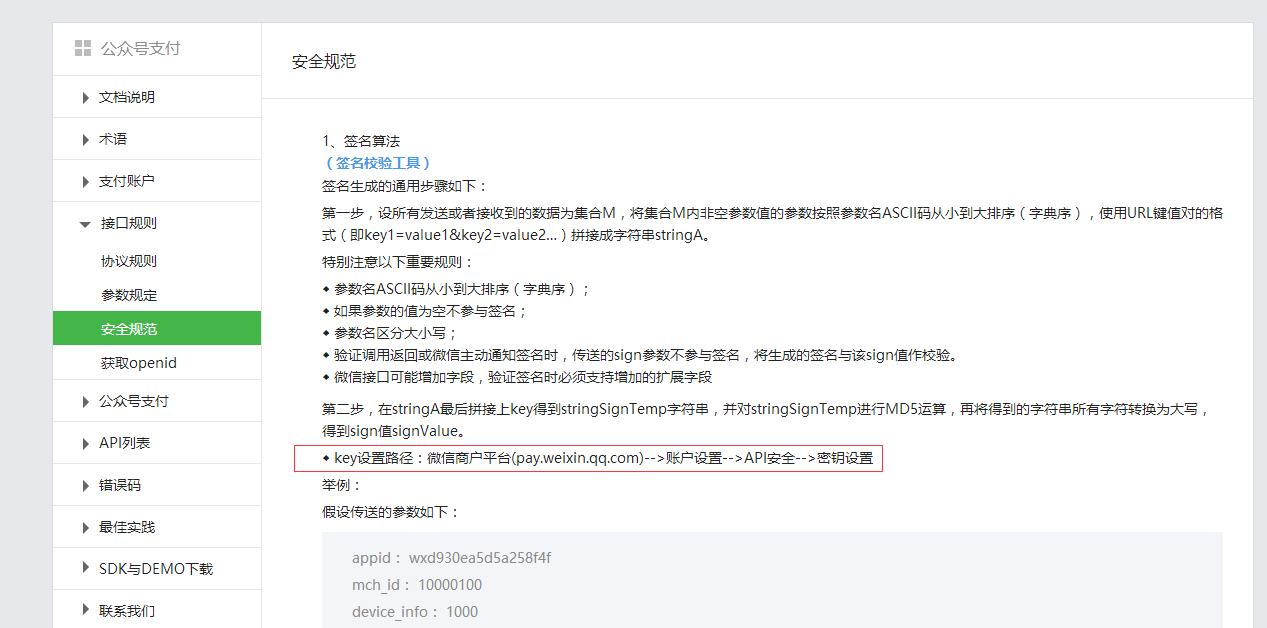 公众号支付
文档说明
术语
支付账户
接口规则
协议规则
参数规定
安全规范
获取openid
公众号支付
API列表
错误码
最佳实践
SDK与DEMO下载
联系我们
安全规范
1、签名算法
（签名校验工具）
签名生成的通用步骤如下：
第一步，设所有发送或者接收到的数据为集合M，将集合M内非空参数值的参数按照参数名ASCII码从小到大排序（字典序），使用URL键值对的格
式（即key1=value1&key2=value2…）拼接成字符串stringA。
特别注意以下重要规则：
◆ 参数名ASCII码从小到大排序（字典序）；
◆ 如果参数的值为空不参与签名；
◆ 参数名区分大小写；
◆ 验证调用返回或微信主动通知签名时，传送的sign参数不参与签名，将生成的签名与该sign值作校验。
◆ 微信接口可能增加字段，验证签名时必须支持增加的扩展字段
第二步，在stringA最后拼接上key得到stringSignTemp字符串，并对stringSignTemp进行MD5运算，再将得到的字符串所有字符转换为大写，
得到sign值signValue。
◆ key设置路径：微信商户平台(pay.weixin.qq.com)-->账户设置-->API安全-->密钥设置
举例：
假设传送的参数如下：
appid： wxd930ea5d5a258f4f
mch_id： 10000100
device_info： 1000